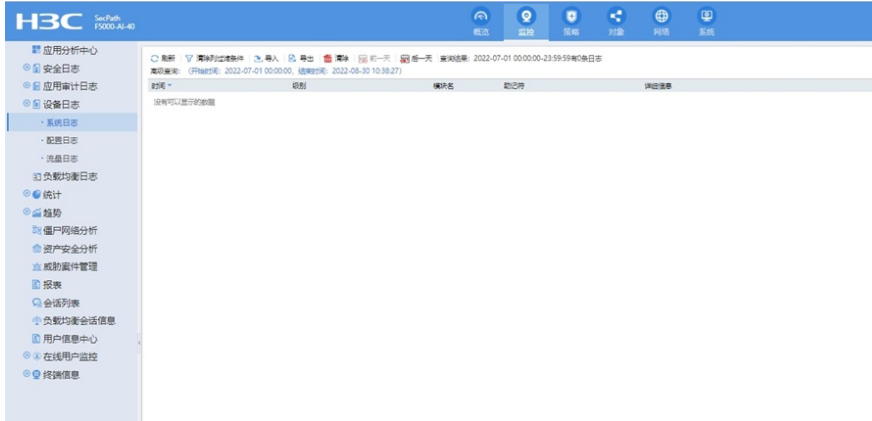 H3C SecPath F5000-AI-40
概览 监控 策略 对象 网络 系统
应用分析中心
安全日志
应用审计日志
设备日志
系统日志
配置日志
流量日志
负载均衡日志
统计
趋势
僵尸网络分析
资产安全分析
威胁案件管理
报表
会话列表
负载均衡会话信息
用户信息中心
在线用户监控
终端信息
刷新 清除列过滤条件 导入 导出 清除 前一天 后一天 查询结果: 2022-07-01 00:00:00-23:59:59有0条日志
高级查询: (开始时间: 2022-07-01 00:00:00, 结束时间: 2022-08-30 10:38:27)
时间 级别 模块名 助记符 详细信息
没有可以显示的数据